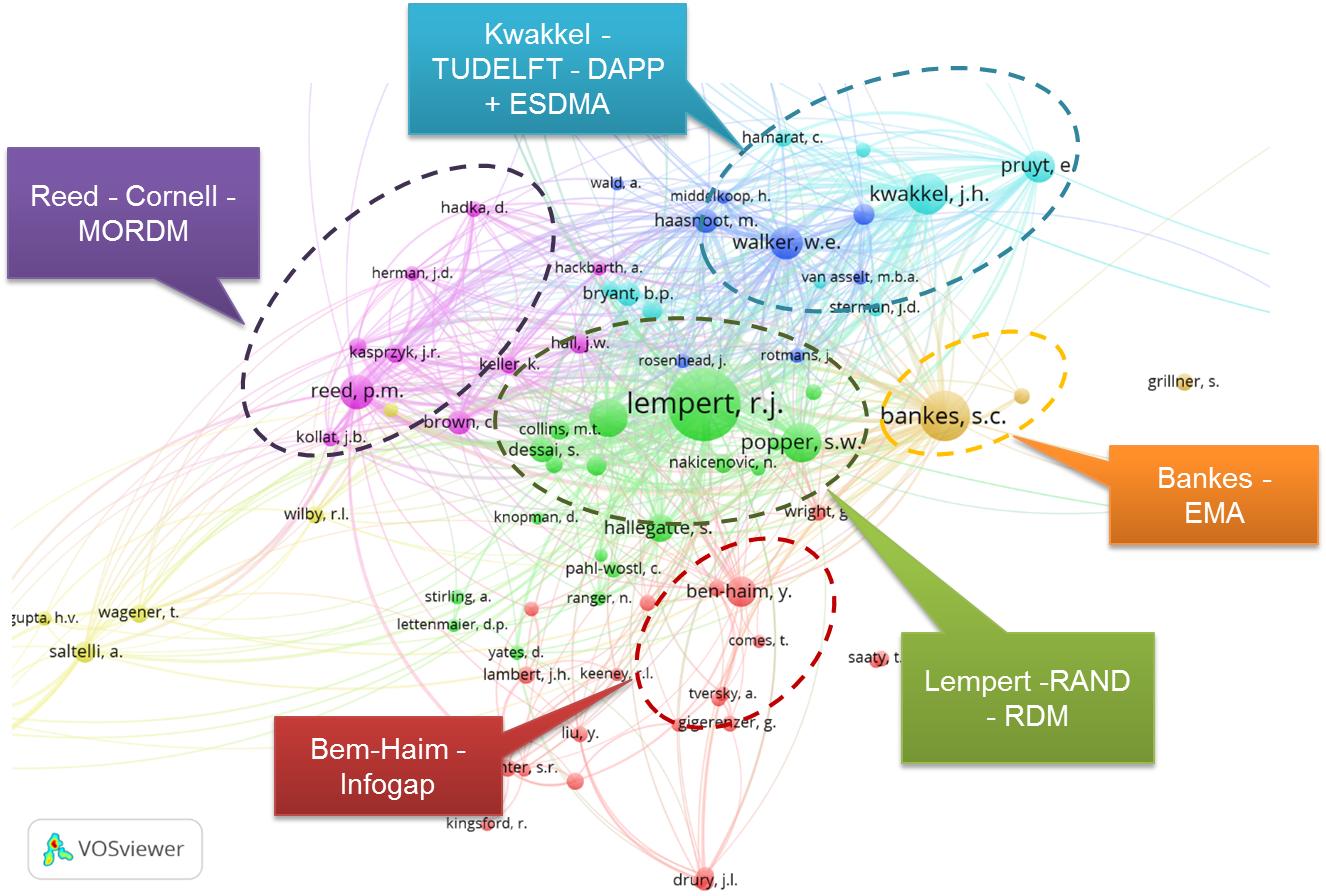 Kwakkel -
TUDELFT - DAPP
+ ESDMA
Reed - Cornell -
MORDM
hamarat, c.
pruyt, e
wald, a.
middelkoop, h.
kwakkel, j.h.
hadka, d.
haasnoot, m.
walker, w.e.
herman, j.d.
hackbarth, a.
van asselt, m.b.a.
bryant, b.p.
sterman, j.d.
hall, j.w.
kasprzyk, j.r.
keller, k.
rosenhead, j.
rotmans, j.
grillner, s.
reed, p.m.
lempert, r.j.
bankes, s.c.
brown, c.
collins, m.t.
kollat, j.b.
dessai, s.
popper, s.w.
nakicenovic, n.
Bankes -
EMA
wilby, r.l.
knopman, d.
hallegatte, s.
wright, g
pahl-wostl, c.
ben-haim, y.
stirling, a.
ranger, n.
gupta, h.v.
wagener, t.
lettenmaier, d.p.
comes, t.
saltelli, a.
yates, d.
saaty, t.
lambert, j.h.
keeney, r.l.
Lempert -RAND
- RDM
tversky, a.
gigerenzer, g.
liu, y.
Bem-Haim -
Infogap
nter, s.r.
kingsford, r.
VOSviewer
drury, j.l.